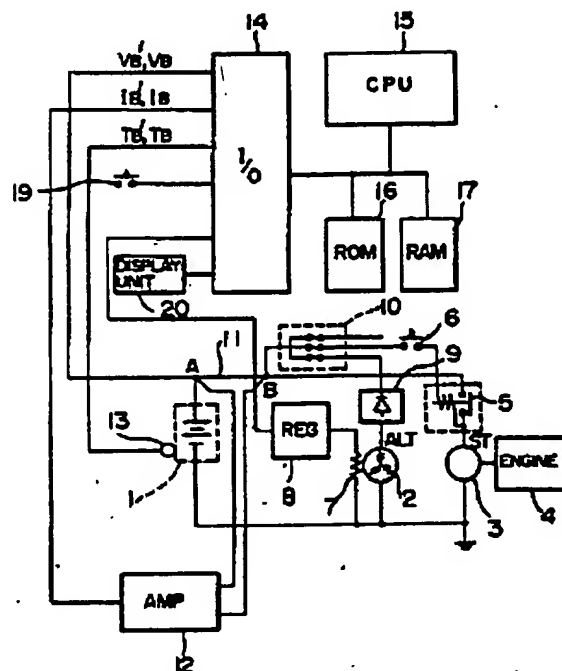 14
15
VB', VB
IB', IB
TB', TB
I/O
CPU
19
16
17
ROM
RAM
DISPLAY
UNIT
20
10
6
11
A
B
9
5
13
REG
ALT
ST
ENGINE
1
8
7
2
3
4
AMP
12